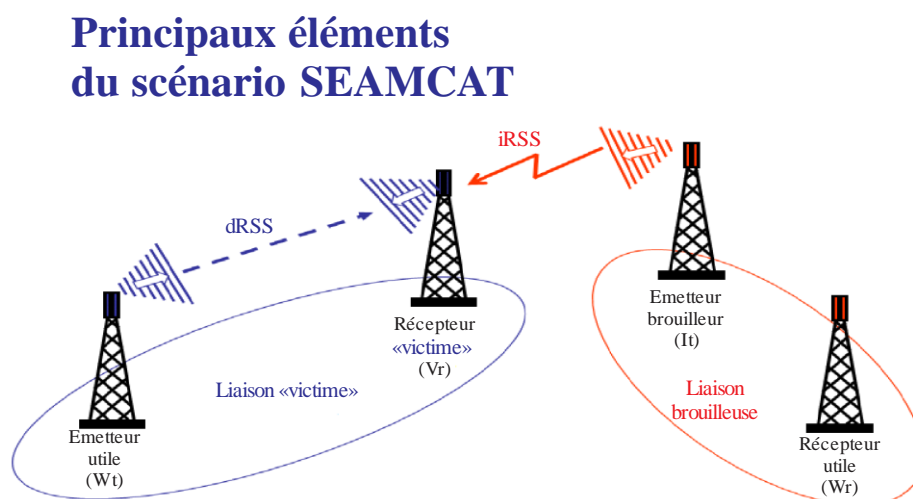 Principaux éléments
du scénario SEAMCAT
iRSS
dRSS
Récepteur
«victime»
(Vr)
Emetteur
brouilleur
(It)
Liaison «victime»
Liaison
brouilleuse
Emetteur
utile
(Wt)
Récepteur
utile
(Wr)